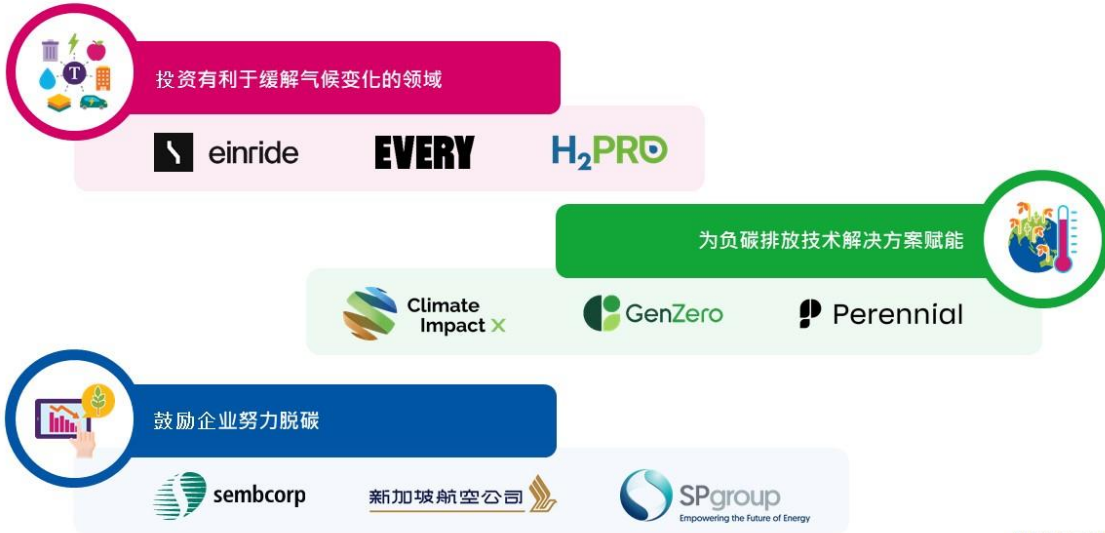 T
投资有利于缓解气候变化的领域
einride
EVERY
H₂PRO
为负碳排放技术解决方案赋能
Climate
Impact X
GenZero
Perennial
鼓励企业努力脱碳
sembcorp
新加坡航空公司
SPgroup
Empowering the Future of Energy